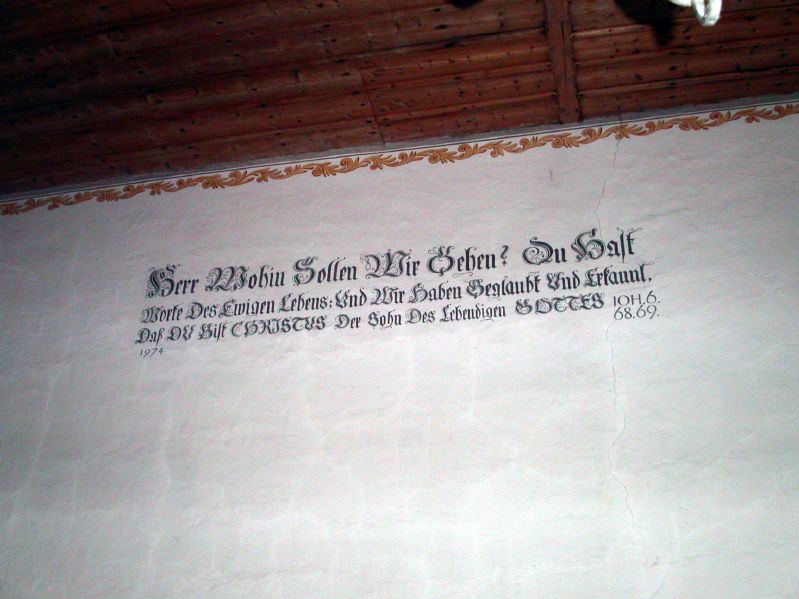 Herr Wohin Sollen Wir Gehen? Du Hast
Worte Des Ewigen Lebens; Und Wir Haben Geglaubt Und Erkannt,
Daß DU Bist CHRISTUS Der Sohn Des Lebendigen GOTTES IOH.6.
68.69.
1974